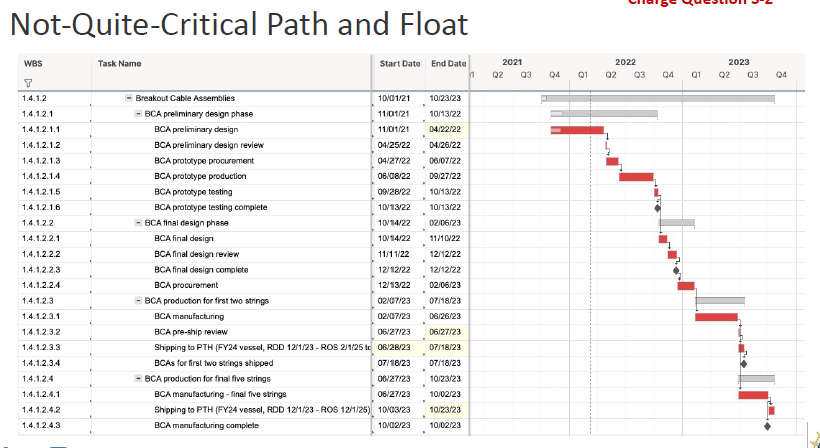 Charge Question 3-2
Not-Quite-Critical Path and Float
WBS Task Name Start Date End Date 2021 2022 2023
Q2 Q3 Q4 Q1 Q2 Q3 Q4 Q1 Q2 Q3 Q4
1.4.1.2 Breakout Cable Assemblies 10/01/21 10/23/23
1.4.1.2.1 BCA preliminary design phase 11/01/21 10/13/22
1.4.1.2.1.1 BCA preliminary design 11/01/21 04/22/22
1.4.1.2.1.2 BCA preliminary design review 04/25/22 04/26/22
1.4.1.2.1.3 BCA prototype procurement 04/27/22 06/07/22
1.4.1.2.1.4 BCA prototype production 06/08/22 09/27/22
1.4.1.2.1.5 BCA prototype testing 09/28/22 10/13/22
1.4.1.2.1.6 BCA prototype testing complete 10/13/22 10/13/22
1.4.1.2.2 BCA final design phase 10/14/22 02/06/23
1.4.1.2.2.1 BCA final design 10/14/22 11/10/22
1.4.1.2.2.2 BCA final design review 11/11/22 12/12/22
1.4.1.2.2.3 BCA final design complete 12/12/22 12/12/22
1.4.1.2.2.4 BCA procurement 12/13/22 02/06/23
1.4.1.2.3 BCA production for first two strings 02/07/23 07/18/23
1.4.1.2.3.1 BCA manufacturing 02/07/23 06/26/23
1.4.1.2.3.2 BCA pre-ship review 06/27/23 06/27/23
1.4.1.2.3.3 Shipping to PTH (FY24 vessel, RDD 12/1/23 - ROS 2/1/25 tc 06/28/23 07/18/23
1.4.1.2.3.4 BCAs for first two strings shipped 07/18/23 07/18/23
1.4.1.2.4 BCA production for final five strings 06/27/23 10/23/23
1.4.1.2.4.1 BCA manufacturing - final five strings 06/27/23 10/02/23
1.4.1.2.4.2 Shipping to PTH (FY24 vessel, RDD 12/1/23 - ROS 12/1/25) 10/03/23 10/23/23
1.4.1.2.4.3 BCA manufacturing complete 10/02/23 10/02/23